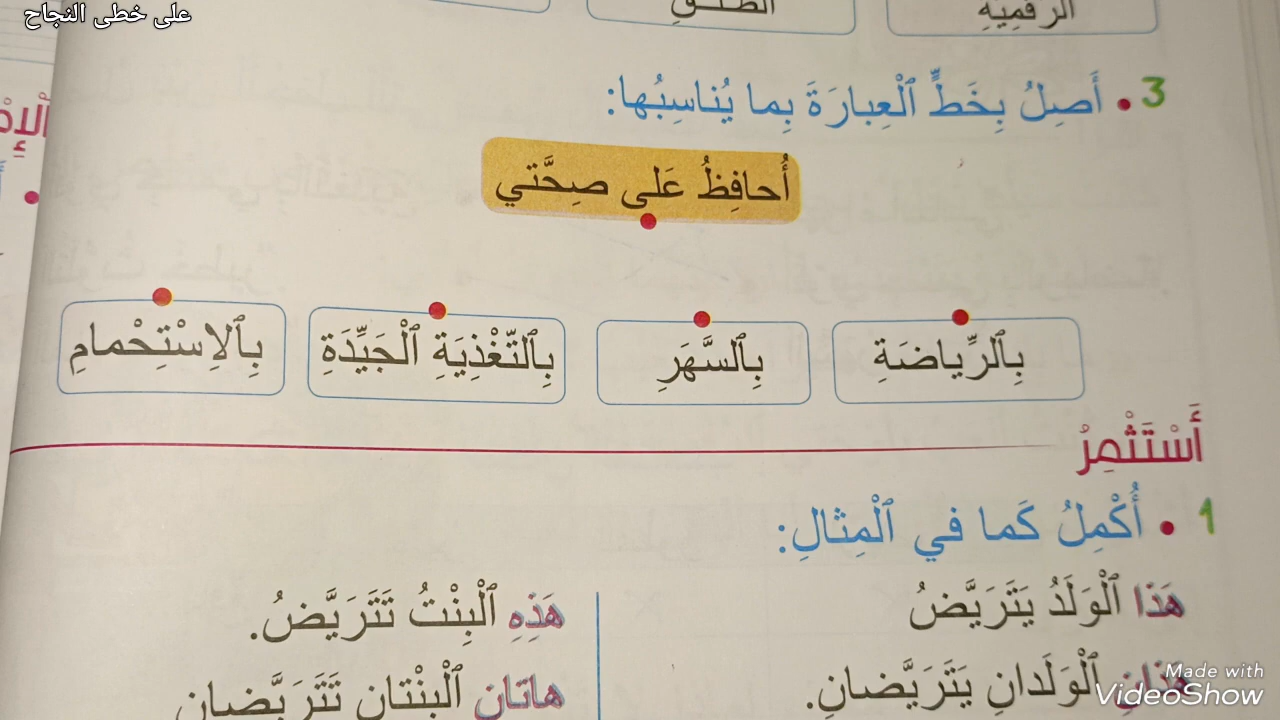 على خطى النجاح
الرَّقْمِيَّةِ
3 • أَصِلُ بِخَطٍّ ٱلْعِبارَةَ بِما يُناسِبُها:
أُحافِظُ عَلى صِحَّتي
بِٱلرِّياضَةِ
بِٱلسَّهَرِ
بِٱلتَّغْذِيَةِ ٱلْجَيِّدَةِ
بِٱلِاسْتِحْمامِ
أَسْتَثْمِرُ
1 • أُكْمِلُ كَما في ٱلْمِثالِ:
هَذا ٱلْوَلَدُ يَتَرَيَّضُ
هَذِهِ ٱلْبِنْتُ تَتَرَيَّضُ.
هَذانِ ٱلْوَلَدانِ يَتَرَيَّضانِ.
هاتانِ ٱلْبِنْتانِ تَتَرَيَّضانِ
Made with
VideoShow